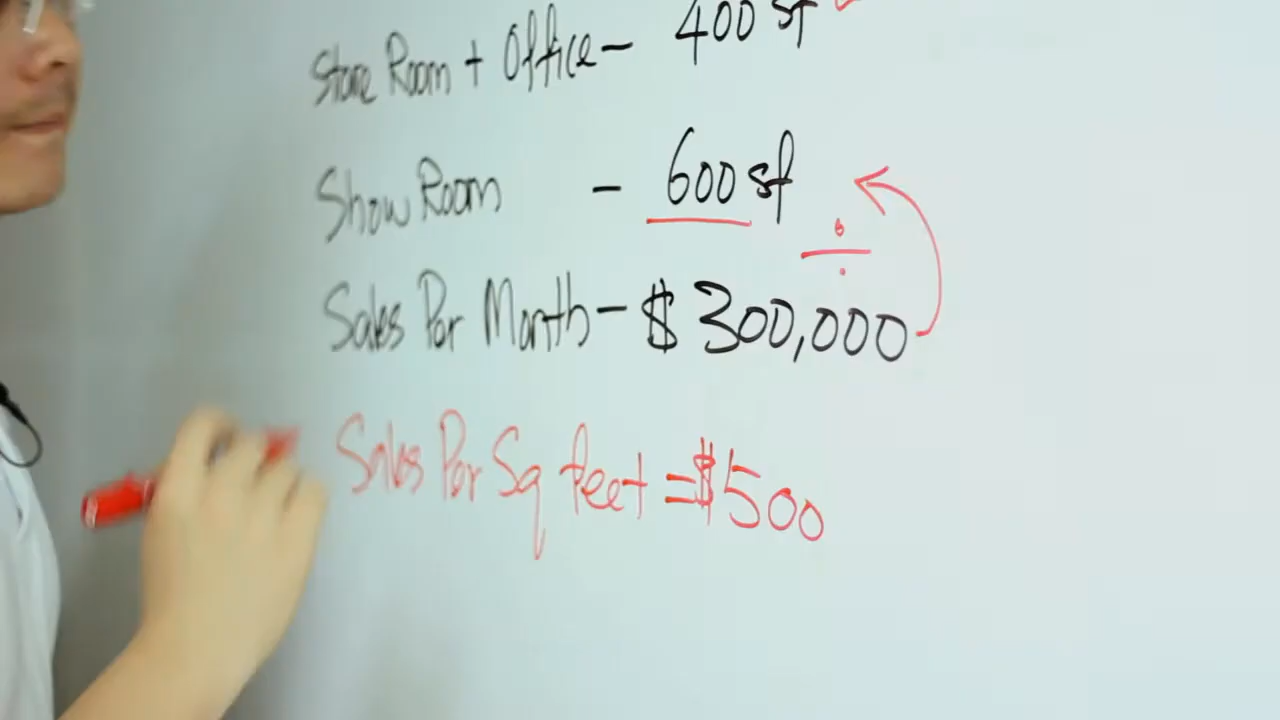 Store Room + Office - 400 sf
Show Room - 600 sf
÷
Sales Per Month - $300,000
Sales Per Sq feet = $500